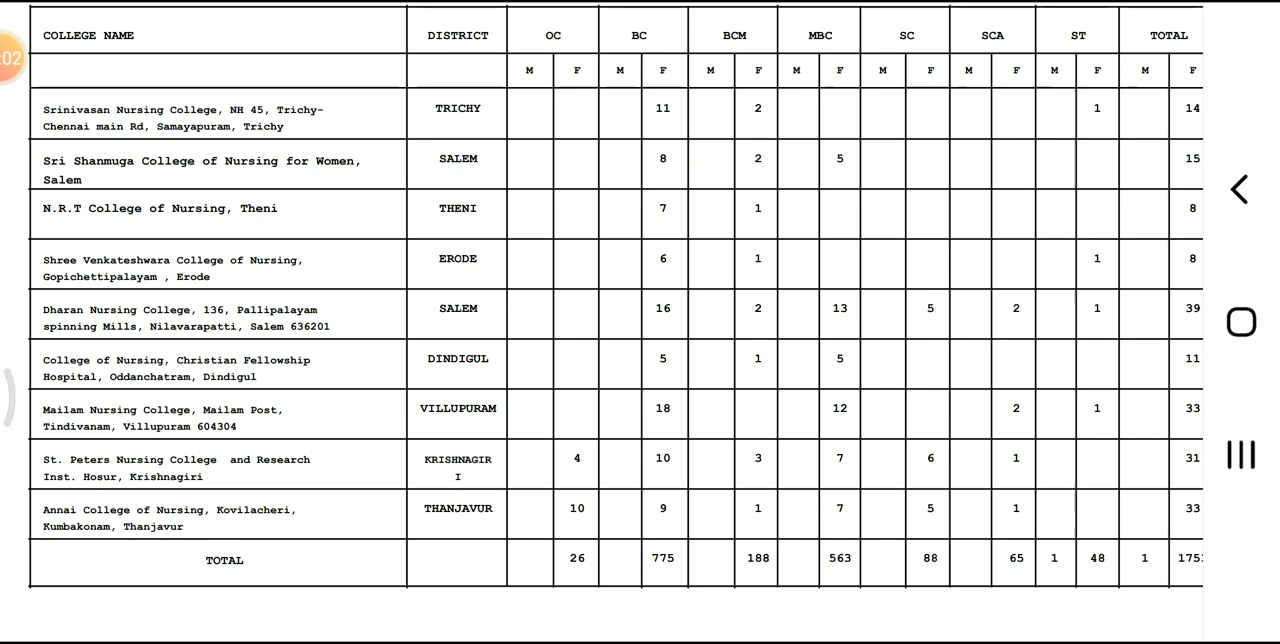 COLLEGE NAME DISTRICT OC BC BCM MBC SC SCA ST TOTAL
M F M F M F M F M F M F M F M F
Srinivasan Nursing College, NH 45, Trichy- TRICHY 11 2 1 14
Chennai main Rd, Samayapuram, Trichy
Sri Shanmuga College of Nursing for Women, SALEM 8 2 5 15
Salem
N.R.T College of Nursing, Theni THENI 7 1 8
Shree Venkateshwara College of Nursing, ERODE 6 1 1 8
Gopichettipalayam , Erode
Dharan Nursing College, 136, Pallipalayam SALEM 16 2 13 5 2 1 39
spinning Mills, Nilavarapatti, Salem 636201
College of Nursing, Christian Fellowship DINDIGUL 5 1 5 11
Hospital, Oddanchatram, Dindigul
Mailam Nursing College, Mailam Post, VILLUPURAM 18 12 2 1 33
Tindivanam, Villupuram 604304
St. Peters Nursing College and Research KRISHNAGIR 4 10 3 7 6 1 31
Inst. Hosur, Krishnagiri I
Annai College of Nursing, Kovilacheri, THANJAVUR 10 9 1 7 5 1 33
Kumbakonam, Thanjavur
TOTAL 26 775 188 563 88 65 1 48 1